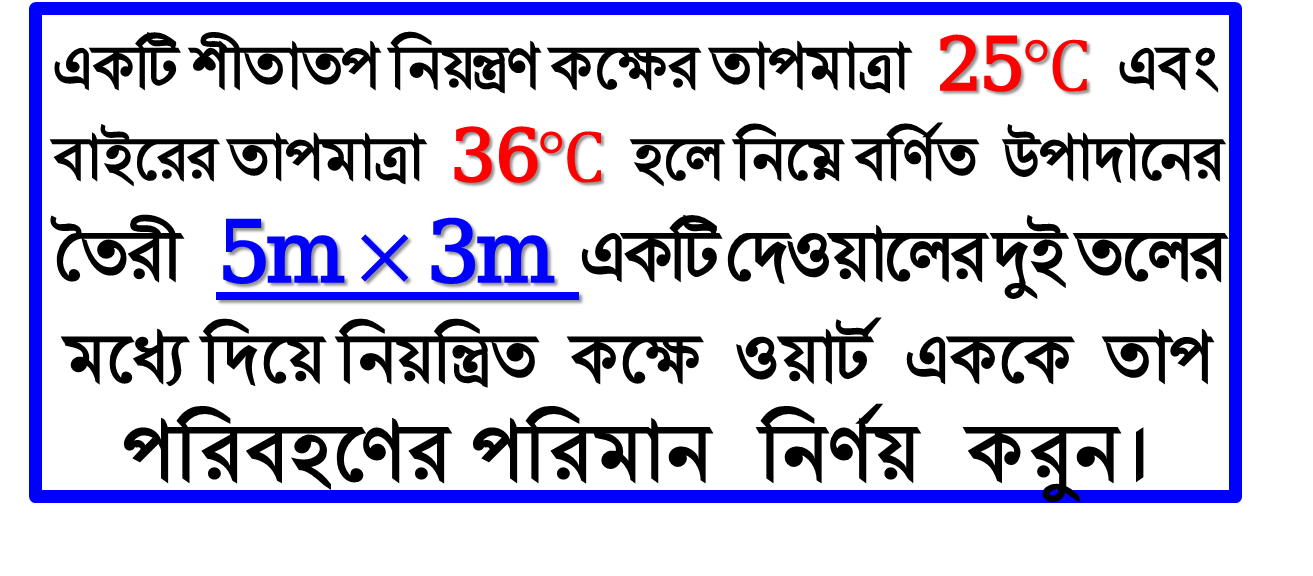 একটি শীতাতপ নিয়ন্ত্রণ কক্ষের তাপমাত্রা 25°C এবং
বাইরের তাপমাত্রা 36°C হলে নিম্নে বর্ণিত উপাদানের
তৈরী 5m × 3m একটি দেওয়ালের দুই তলের
মধ্যে দিয়ে নিয়ন্ত্রিত কক্ষে ওয়ার্ট এককে তাপ
পরিবহণের পরিমান নির্ণয় করুন।